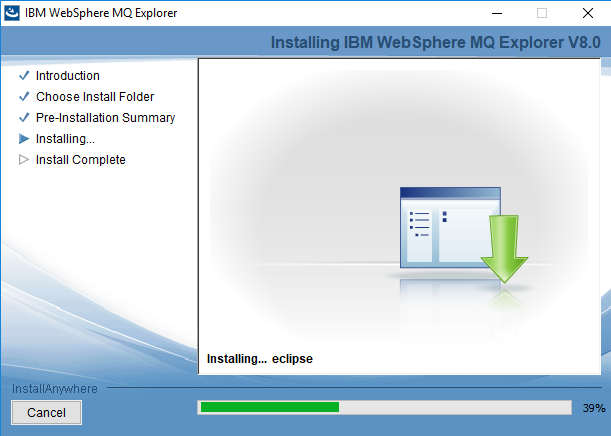 IBM WebSphere MQ Explorer
Installing IBM WebSphere MQ Explorer V8.0
Introduction
Choose Install Folder
Pre-Installation Summary
Installing...
Install Complete
Installing... eclipse
InstallAnywhere
Cancel
39%